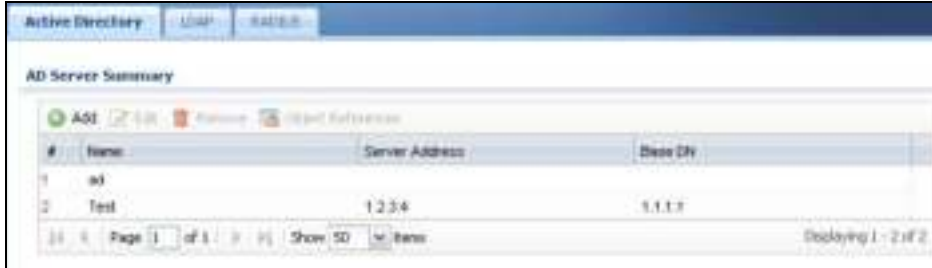 Active Directory LDAP RADIUS
AD Server Summary
Add Edit Remove Object References
# Name Server Address Base DN
1 ad
2 Test 1.2.3.4 1.1.1.1
Page 1 of 1 Show 50 items Displaying 1 - 2 of 2